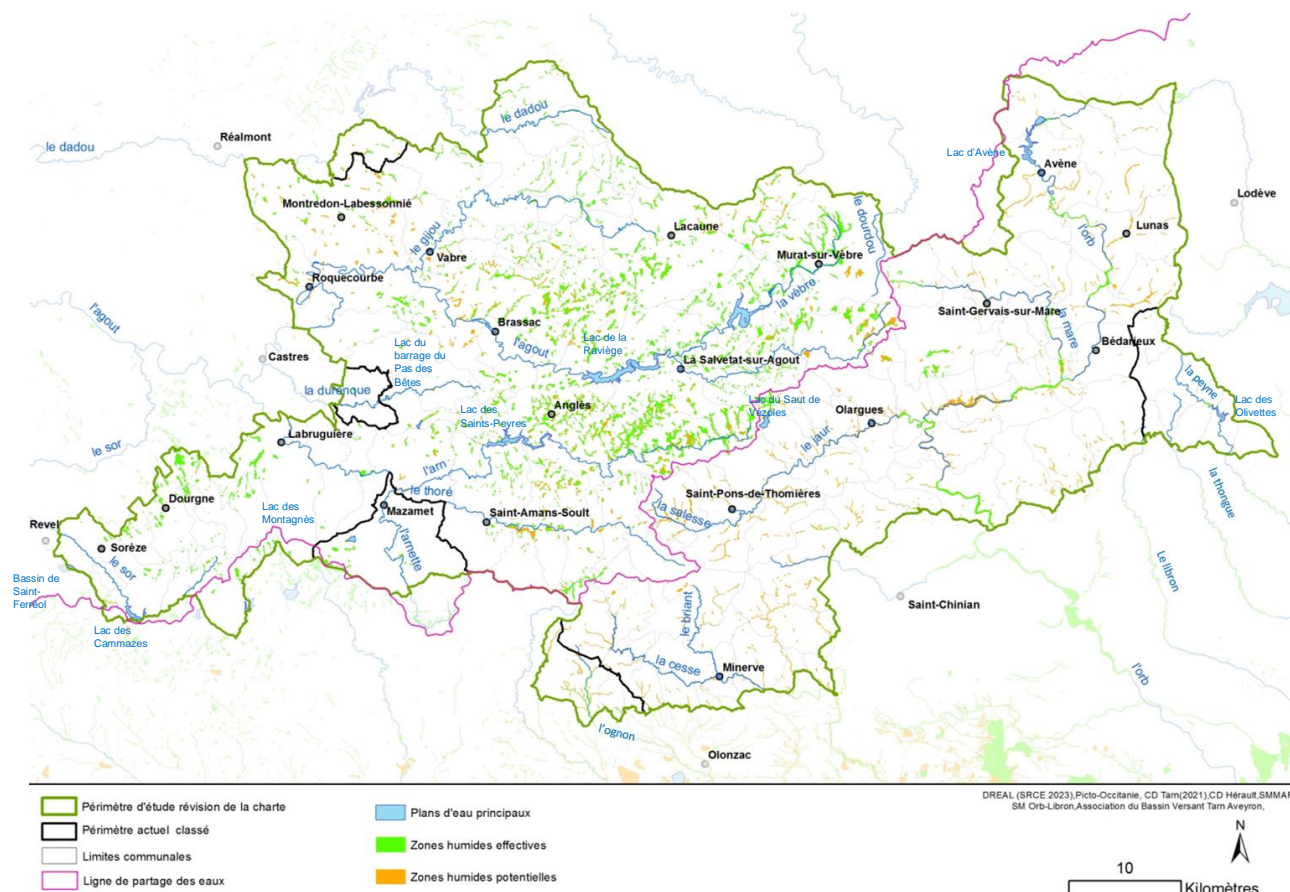 le dadou
Réalmont
le dadou
Lac d'Avène
Avène
Lodève
Montredon-Labessonnié
le gijou
Vabre
Lacaune
le dourdou
l'orb
Lunas
Murat-sur-Vèbre
la vèbre
Roquecourbe
l'agout
Castres
Lac du
barrage du
Pas des
Bêtes
Brassac
l'agout
Lac de la
Raviège
La Salvetat-sur-Agout
Saint-Gervais-sur-Mare
la mare
Bédarieux
la durenque
Lac des
Saints-Peyres
Anglès
Lac du Saut de
Vézoles
Olargues
la peyne
Lac des
Olivettes
Labruguière
le sor
l'arn
le thoré
le jaur
la thongue
Dourgne
Lac des
Montagnès
Mazamet
l'arnette
Saint-Amans-Soult
Saint-Pons-de-Thomières
la salesse
Revel
Sorèze
le sor
Bassin de
Saint-
Ferréol
Lac des
Cammazes
Saint-Chinian
Le libron
le briant
la cesse
Minerve
l'orb
l'ognon
Olonzac
Périmètre d'étude révision de la charte
Périmètre actuel classé
Limites communales
Ligne de partage des eaux
Plans d'eau principaux
Zones humides effectives
Zones humides potentielles
DREAL (SRCE 2023),Picto-Occitanie, CD Tarn(2021),CD Hérault,SMMAR
SM Orb-Libron,Association du Bassin Versant Tarn Aveyron,
N
10
Kilomètres